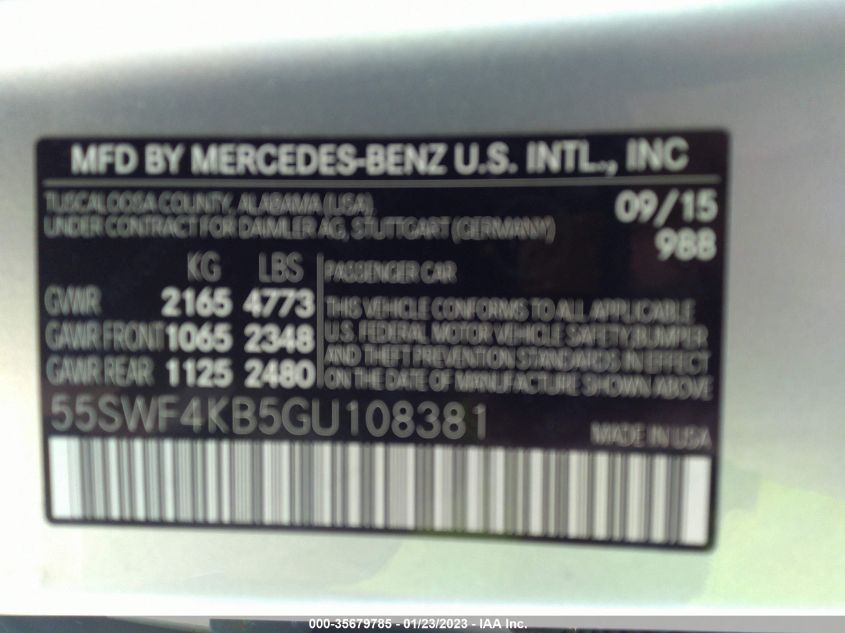 MFD BY MERCEDES-BENZ U.S. INTL., INC
TUSCALOOSA COUNTY, ALABAMA (USA) 09/15
UNDER CONTRACT FOR DAIMLER AG, STUTTGART (GERMANY) 988
KG LBS PASSENGER CAR
GVWR 2165 4773 THIS VEHICLE CONFORMS TO ALL APPLICABLE
GAWR FRONT 1065 2348 U.S. FEDERAL MOTOR VEHICLE SAFETY, BUMPER
AND THEFT PREVENTION STANDARDS IN EFFECT
GAWR REAR 1125 2480 ON THE DATE OF MANUFACTURE SHOWN ABOVE.
55SWF4KB5GU108381
MADE IN USA
000-35679785 - 01/23/2023 - IAA Inc.